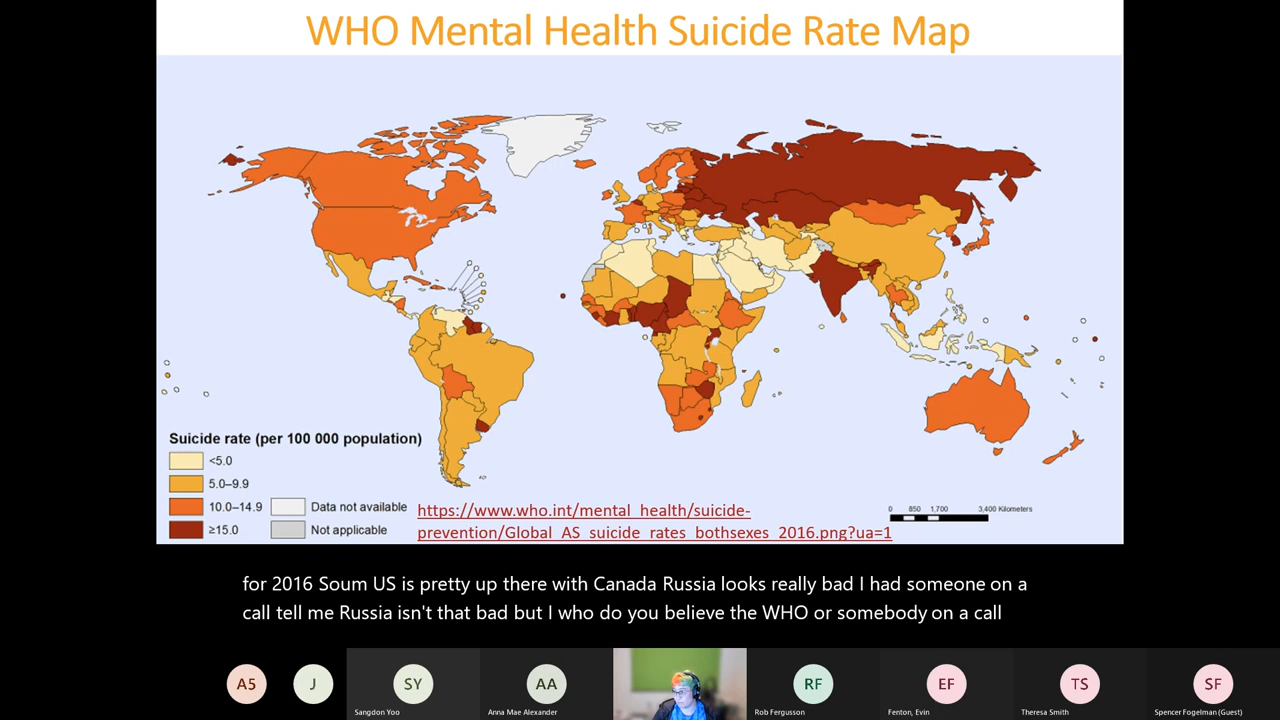 WHO Mental Health Suicide Rate Map
Suicide rate (per 100 000 population)
<5.0
5.0–9.9
10.0–14.9
Data not available
≥15.0
Not applicable
https://www.who.int/mental_health/suicide-
prevention/Global_AS_suicide_rates_bothsexes_2016.png?ua=1
0 850 1,700 3,400 Kilometers
for 2016 Soum US is pretty up there with Canada Russia looks really bad I had someone on a
call tell me Russia isn't that bad but I who do you believe the WHO or somebody on a call
A5
J
SY
AA
RF
EF
TS
SF
Sangdon Yoo
Anna Mae Alexander
Rob Fergusson
Fenton, Evin
Theresa Smith
Spencer Fogelman (Guest)